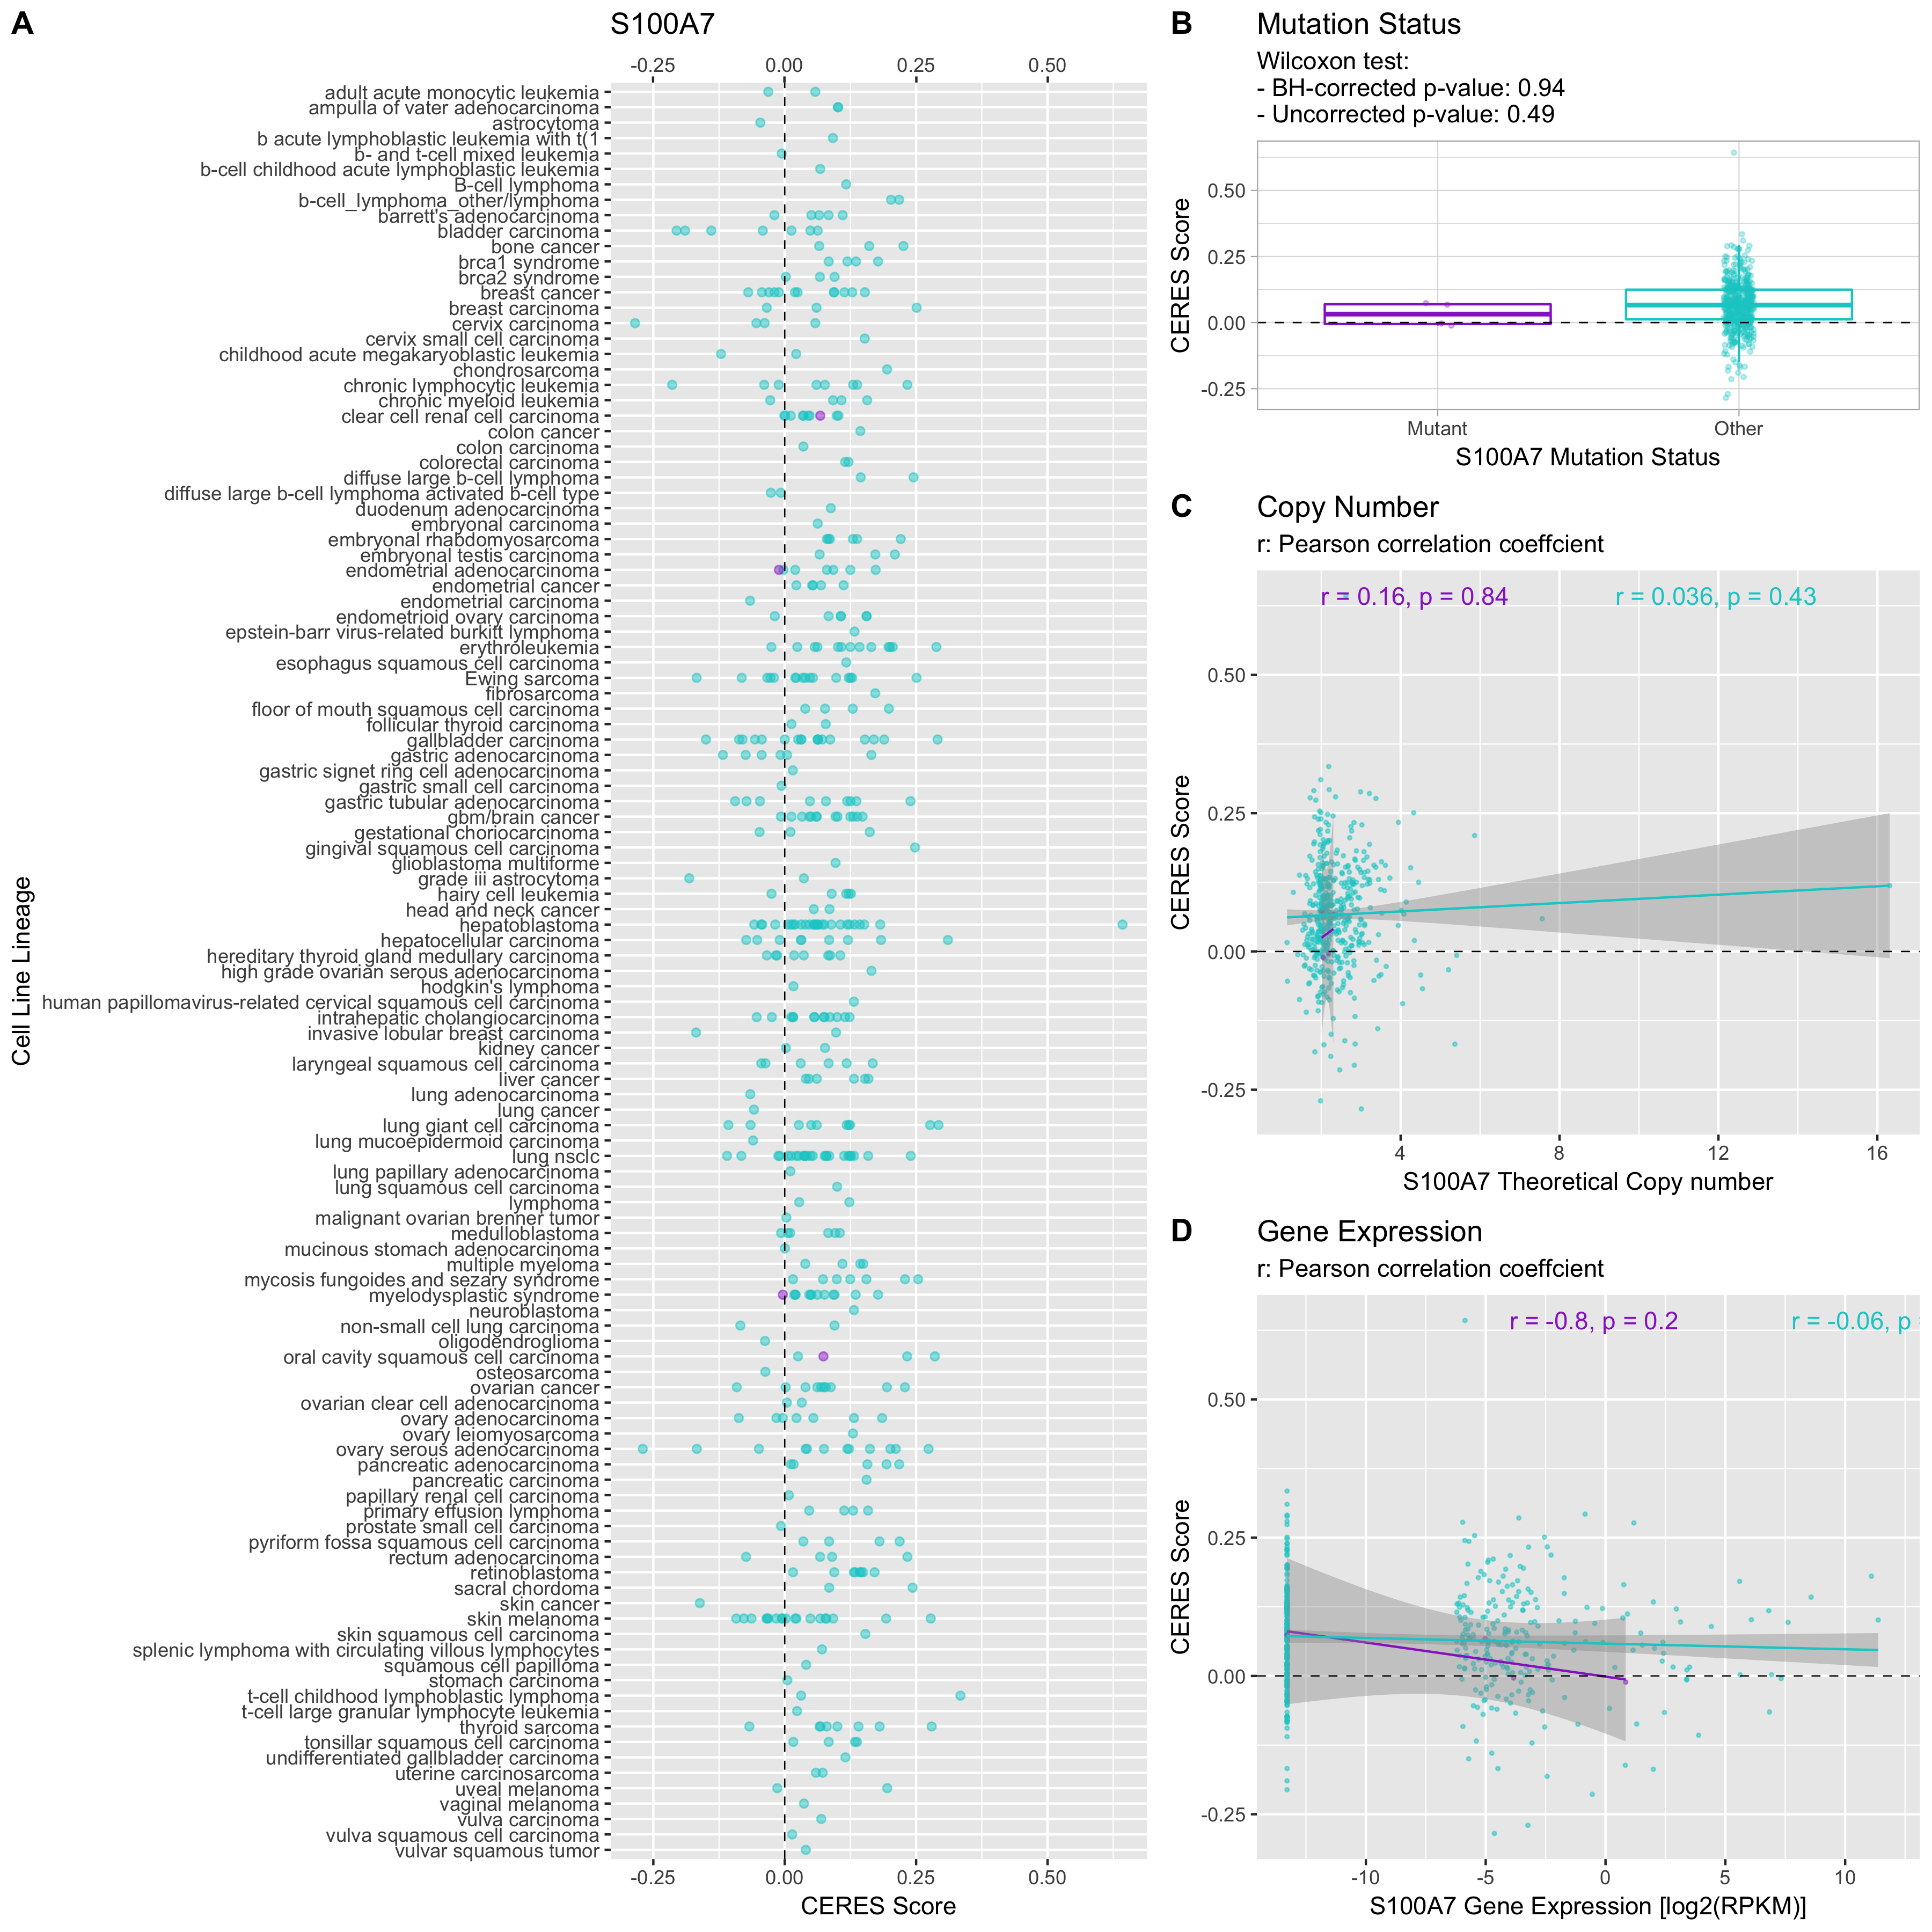 A
S100A7
-0.25 0.00 0.25 0.50
adult acute monocytic leukemia
ampulla of vater adenocarcinoma
astrocytoma
b acute lymphoblastic leukemia with t(1
b- and t-cell mixed leukemia
b-cell childhood acute lymphoblastic leukemia
B-cell lymphoma
b-cell_lymphoma_other/lymphoma
barrett's adenocarcinoma
bladder carcinoma
bone cancer
brca1 syndrome
brca2 syndrome
breast cancer
breast carcinoma
cervix carcinoma
cervix small cell carcinoma
childhood acute megakaryoblastic leukemia
chondrosarcoma
chronic lymphocytic leukemia
chronic myeloid leukemia
clear cell renal cell carcinoma
colon cancer
colon carcinoma
colorectal carcinoma
diffuse large b-cell lymphoma
diffuse large b-cell lymphoma activated b-cell type
duodenum adenocarcinoma
embryonal carcinoma
embryonal rhabdomyosarcoma
embryonal testis carcinoma
endometrial adenocarcinoma
endometrial cancer
endometrial carcinoma
endometrioid ovary carcinoma
epstein-barr virus-related burkitt lymphoma
erythroleukemia
esophagus squamous cell carcinoma
Ewing sarcoma
fibrosarcoma
floor of mouth squamous cell carcinoma
follicular thyroid carcinoma
gallbladder carcinoma
gastric adenocarcinoma
gastric signet ring cell adenocarcinoma
gastric small cell carcinoma
gastric tubular adenocarcinoma
gbm/brain cancer
gestational choriocarcinoma
gingival squamous cell carcinoma
glioblastoma multiforme
grade iii astrocytoma
hairy cell leukemia
head and neck cancer
hepatoblastoma
hepatocellular carcinoma
hereditary thyroid gland medullary carcinoma
high grade ovarian serous adenocarcinoma
hodgkin's lymphoma
human papillomavirus-related cervical squamous cell carcinoma
intrahepatic cholangiocarcinoma
invasive lobular breast carcinoma
kidney cancer
laryngeal squamous cell carcinoma
liver cancer
lung adenocarcinoma
lung cancer
lung giant cell carcinoma
lung mucoepidermoid carcinoma
lung nsclc
lung papillary adenocarcinoma
lung squamous cell carcinoma
lymphoma
malignant ovarian brenner tumor
medulloblastoma
mucinous stomach adenocarcinoma
multiple myeloma
mycosis fungoides and sezary syndrome
myelodysplastic syndrome
neuroblastoma
non-small cell lung carcinoma
oligodendroglioma
oral cavity squamous cell carcinoma
osteosarcoma
ovarian cancer
ovarian clear cell adenocarcinoma
ovary adenocarcinoma
ovary leiomyosarcoma
ovary serous adenocarcinoma
pancreatic adenocarcinoma
pancreatic carcinoma
papillary renal cell carcinoma
primary effusion lymphoma
prostate small cell carcinoma
pyriform fossa squamous cell carcinoma
rectum adenocarcinoma
retinoblastoma
sacral chordoma
skin cancer
skin melanoma
skin squamous cell carcinoma
splenic lymphoma with circulating villous lymphocytes
squamous cell papilloma
stomach carcinoma
t-cell childhood lymphoblastic lymphoma
t-cell large granular lymphocyte leukemia
thyroid sarcoma
tonsillar squamous cell carcinoma
undifferentiated gallbladder carcinoma
uterine carcinosarcoma
uveal melanoma
vaginal melanoma
vulva carcinoma
vulva squamous cell carcinoma
vulvar squamous tumor
-0.25 0.00 0.25 0.50
CERES Score
Cell Line Lineage
B
Mutation Status
Wilcoxon test:
- BH-corrected p-value: 0.94
- Uncorrected p-value: 0.49
0.50
0.25
0.00
-0.25
CERES Score
Mutant Other
S100A7 Mutation Status
C
Copy Number
r: Pearson correlation coeffcient
r = 0.16, p = 0.84 r = 0.036, p = 0.43
0.50
0.25
0.00
-0.25
CERES Score
4 8 12 16
S100A7 Theoretical Copy number
D
Gene Expression
r: Pearson correlation coeffcient
r = -0.8, p = 0.2 r = -0.06, p
0.50
0.25
0.00
-0.25
CERES Score
-10 -5 0 5 10
S100A7 Gene Expression [log2(RPKM)]